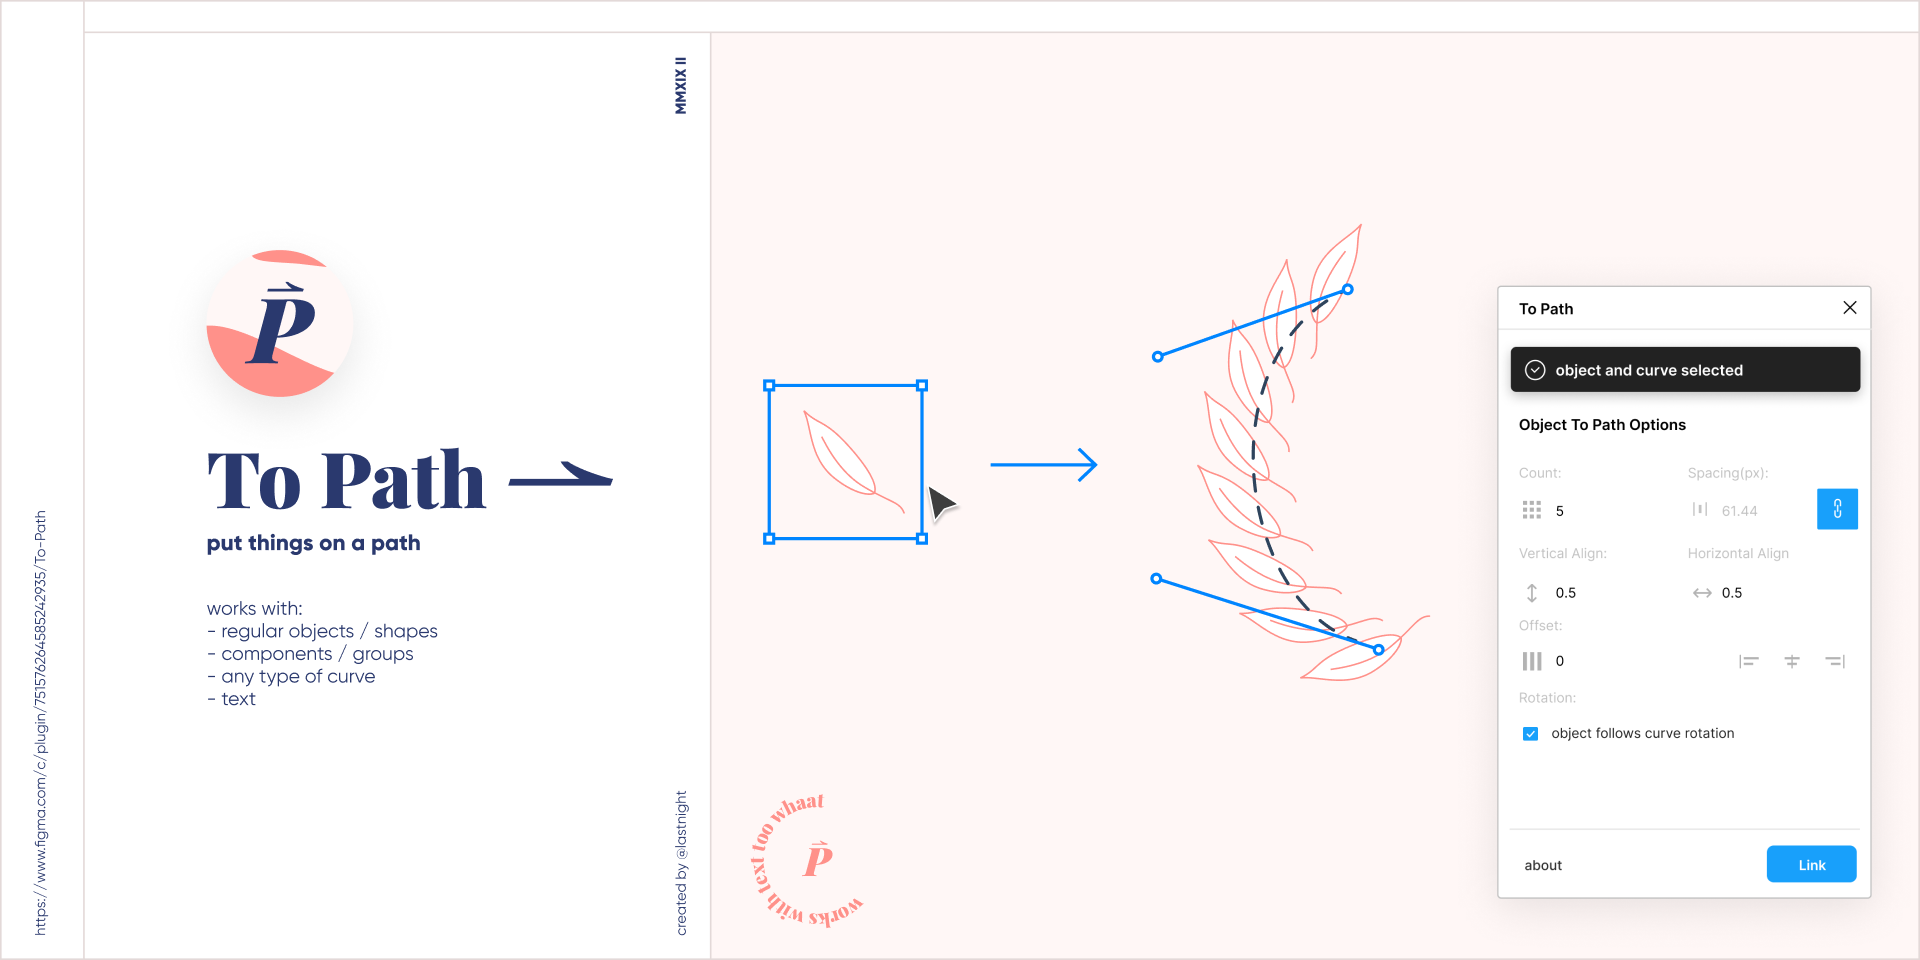 https://www.figma.com/c/plugin/751576264585242935/To-Path
MMXIX II
P
To Path
put things on a path
works with:
- regular objects / shapes
- components / groups
- any type of curve
- text
created by @lastnight
works with text too whaat
P
To Path
object and curve selected
Object To Path Options
Count:
Spacing(px):
5
61.44
Vertical Align:
Horizontal Align
0.5
0.5
Offset:
0
Rotation:
object follows curve rotation
about
Link